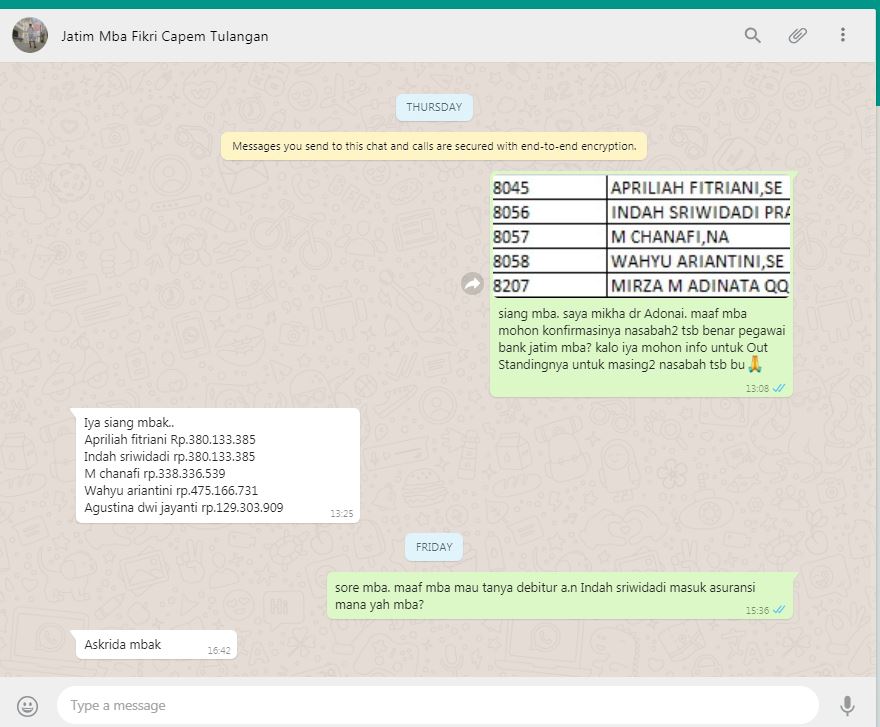 Jatim Mba Fikri Capem Tulangan
THURSDAY
Messages you send to this chat and calls are secured with end-to-end encryption.
8045 APRILIAH FITRIANI,SE
8056 INDAH SRIWIDADI PRA
8057 M CHANAFI,NA
8058 WAHYU ARIANTINI,SE
8207 MIRZA M ADINATA QQ
siang mba. saya mikha dr Adonai. maaf mba
mohon konfirmasinya nasabah2 tsb benar pegawai
bank jatim mba? kalo iya mohon info untuk Out
Standingnya untuk masing2 nasabah tsb bu🙏
13:08
Iya siang mbak..
Apriliah fitriani Rp.380.133.385
Indah sriwidadi rp.380.133.385
M chanafi rp.338.336.539
Wahyu ariantini rp.475.166.731
Agustina dwi jayanti rp.129.303.909
13:25
FRIDAY
sore mba. maaf mba mau tanya debitur a.n Indah sriwidadi masuk asuransi
mana yah mba?
15:36
Askrida mbak
16:42
Type a message